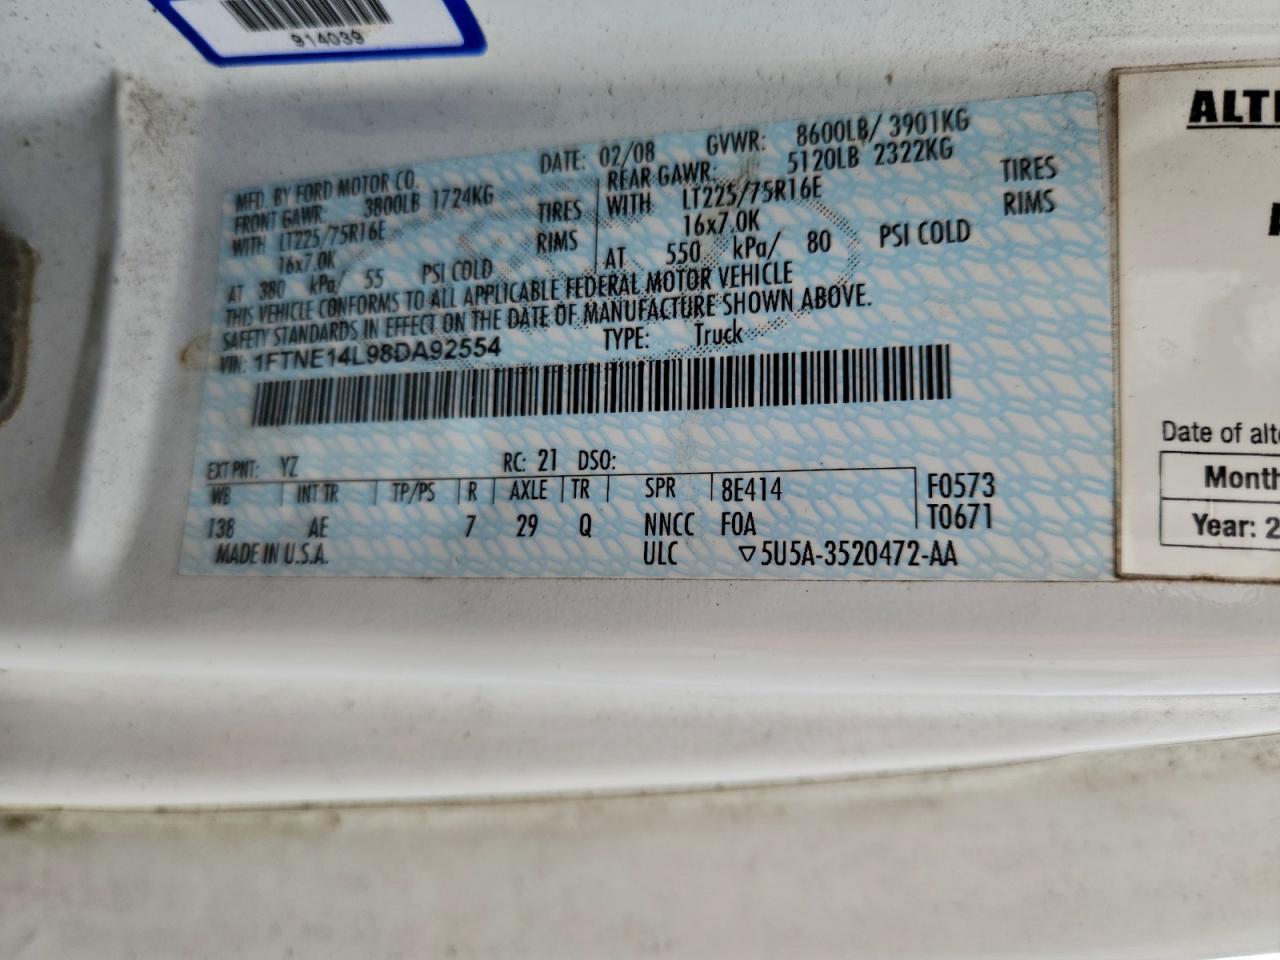 914039
MFD. BY FORD MOTOR CO. DATE: 02/08 GVWR: 8600LB/ 3901KG
FRONT GAWR: 3800LB 1724KG REAR GAWR: 5120LB 2322KG
WITH LT225/75R16E TIRES WITH LT225/75R16E TIRES
16x7.0K RIMS 16x7.0K RIMS
AT 380 kPa/ 55 PSI COLD AT 550 kPa/ 80 PSI COLD
THIS VEHICLE CONFORMS TO ALL APPLICABLE FEDERAL MOTOR VEHICLE
SAFETY STANDARDS IN EFFECT ON THE DATE OF MANUFACTURE SHOWN ABOVE.
VIN: 1FTNE14L98DA92554 TYPE: Truck
EXT PNT: YZ RC: 21 DSO:
WB INT TR TP/PS R AXLE TR SPR 8E414 F0573
138 AE 7 29 Q NNCC F0A T0671
MADE IN U.S.A. ULC ▽5U5A-3520472-AA
ALT
Date of alt
Month
Year: 2